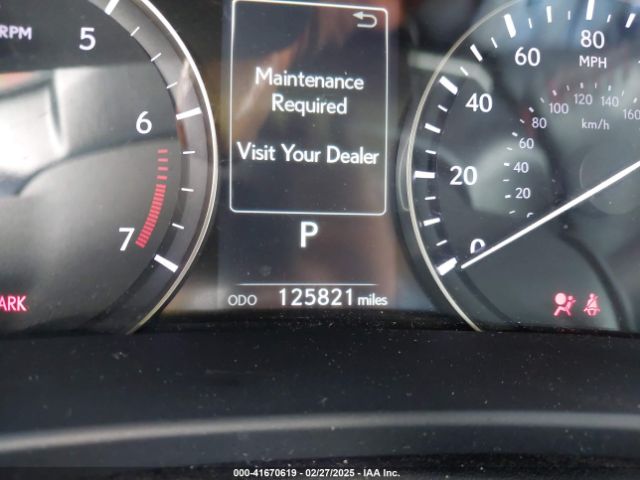 RPM
5
6
7
ARK
Maintenance
Required
Visit Your Dealer
P
ODO 125821 miles
0
20
40
60
80
MPH
20
40
60
80
100
120
140
160
km/h
000-41670619 - 02/27/2025 - IAA Inc.